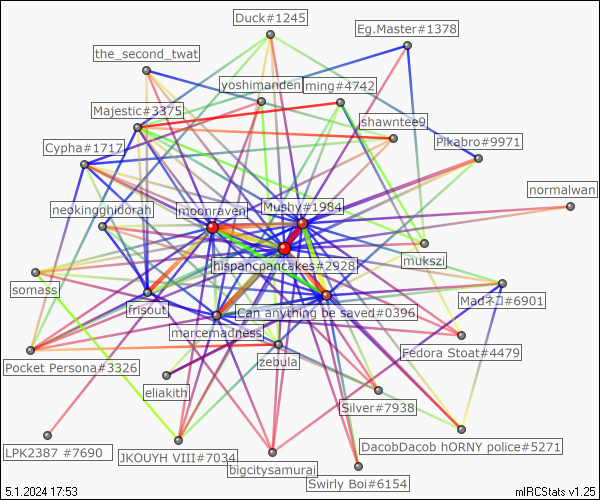 Duck#1245
Eg.Master#1378
the_second_twat
yoshimanden
ming#4742
Majestic#3375
shawntee9
Cypha#1717
Pikabro#9971
normalwan
neokingghidorah
moonraven
Mushy#1984
mukszi
hispancpancakes#2928
somass
frisout
Can anything be saved#0396
Madネコ#6901
marcemadness
Fedora Stoat#4479
Pocket Persona#3326
zebula
eliakith
Silver#7938
DacobDacob hORNY police#5271
LPK2387 #7690
JKOUYH VIII#7034
bigcitysamurai
Swirly Boi#6154
5.1.2024 17:53
mIRCStats v1.25